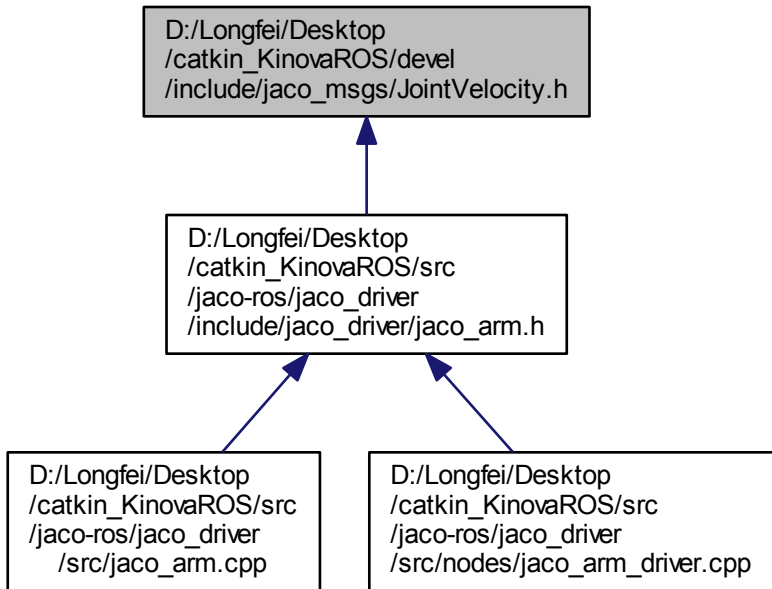 D:/Longfei/Desktop
/catkin_KinovaROS/devel
/include/jaco_msgs/JointVelocity.h
D:/Longfei/Desktop
/catkin_KinovaROS/src
/jaco-ros/jaco_driver
/include/jaco_driver/jaco_arm.h
D:/Longfei/Desktop
/catkin_KinovaROS/src
/jaco-ros/jaco_driver
/src/jaco_arm.cpp
D:/Longfei/Desktop
/catkin_KinovaROS/src
/jaco-ros/jaco_driver
/src/nodes/jaco_arm_driver.cpp